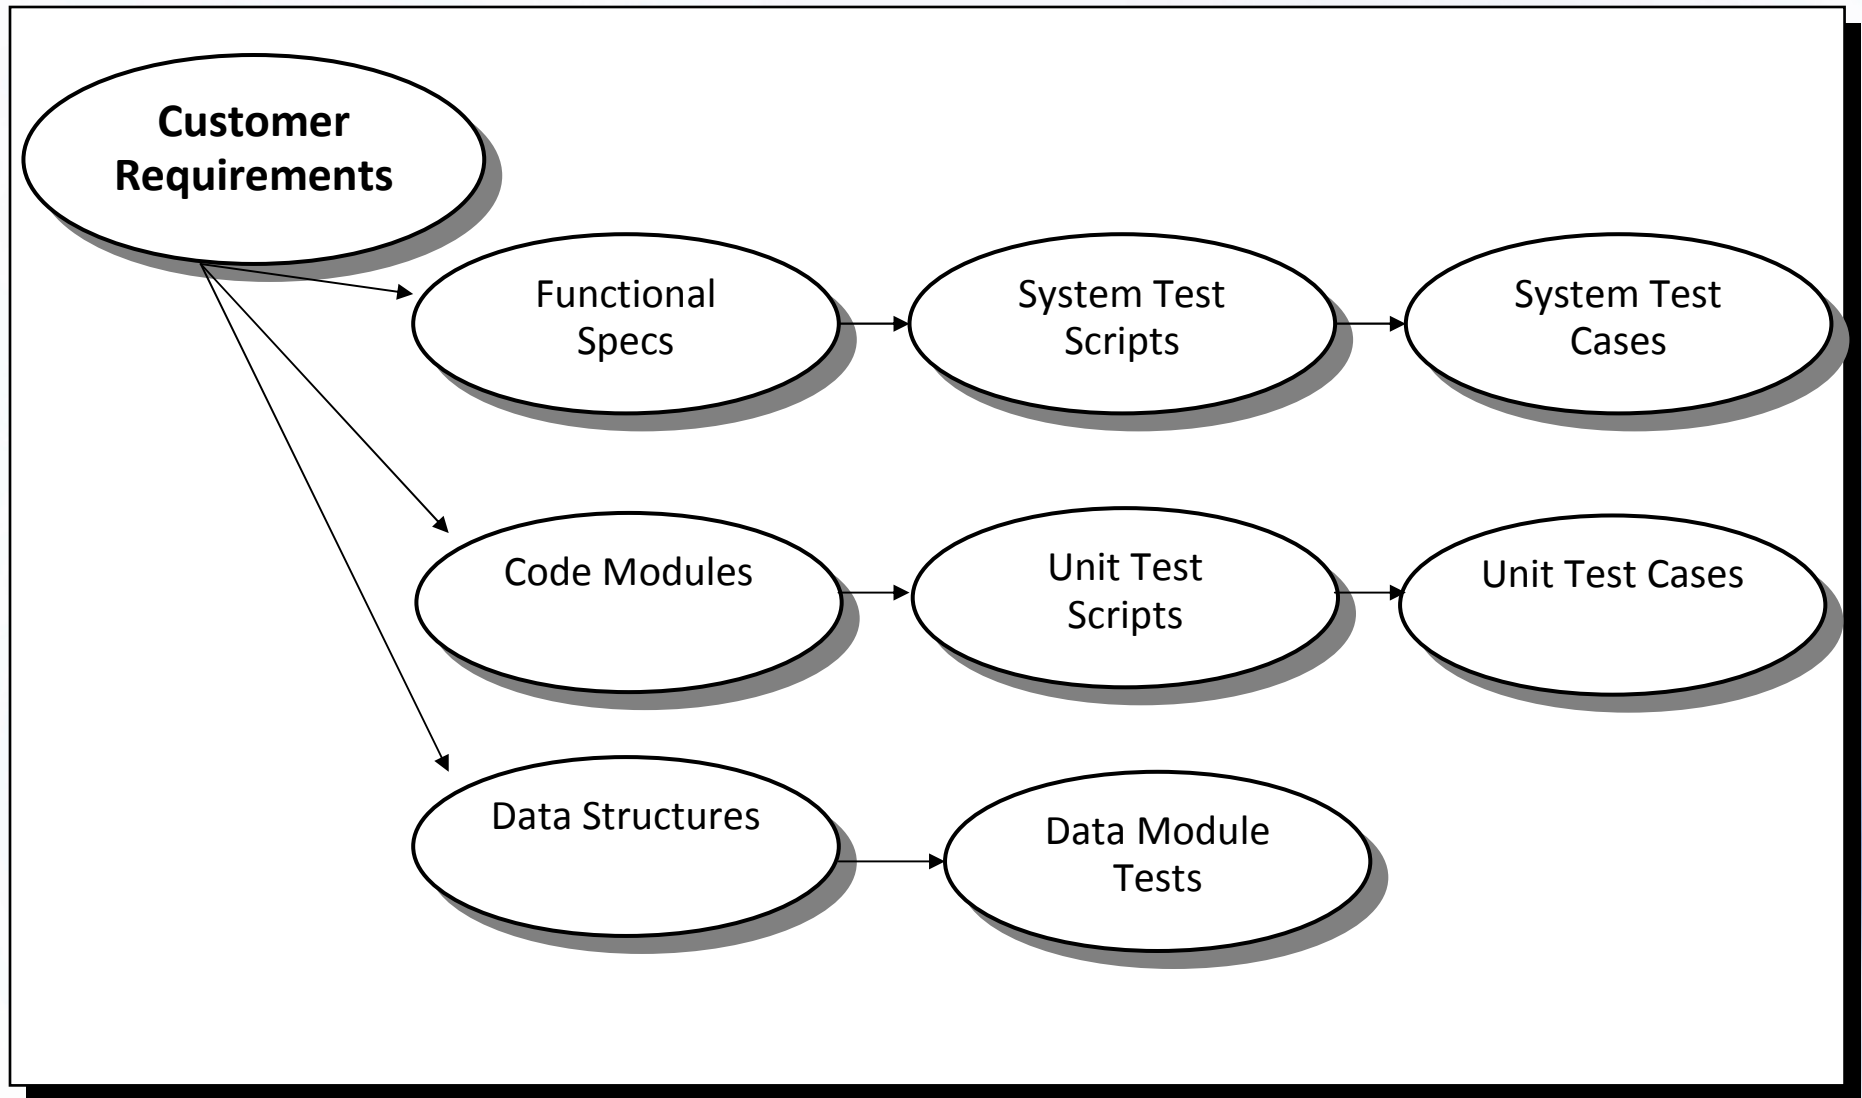 Customer
Requirements
Functional
Specs
System Test
Scripts
System Test
Cases
Code Modules
Unit Test
Scripts
Unit Test Cases
Data Structures
Data Module
Tests